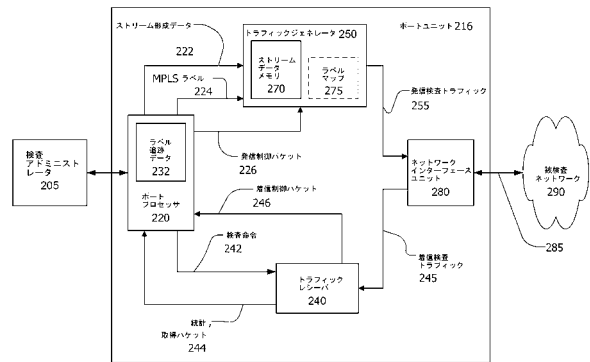 ストリーム形成データ
222
トラフィックジェネレータ 250
ポートユニット 216
ストリーム
データ
メモリ
270
ラベル
マップ
275
MPLS ラベル
224
発信検査トラフィック
255
検査
アドミニスト
レータ
205
ラベル
追跡
データ
232
ポート
プロセッサ
220
発信制御パケット
226
着信制御パケット
246
ネットワーク
インターフェース
ユニット
280
被検査
ネットワーク
290
285
検査命令
242
トラフィック
レシーバ
240
着信検査
トラフィック
245
統計,
取得パケット
244